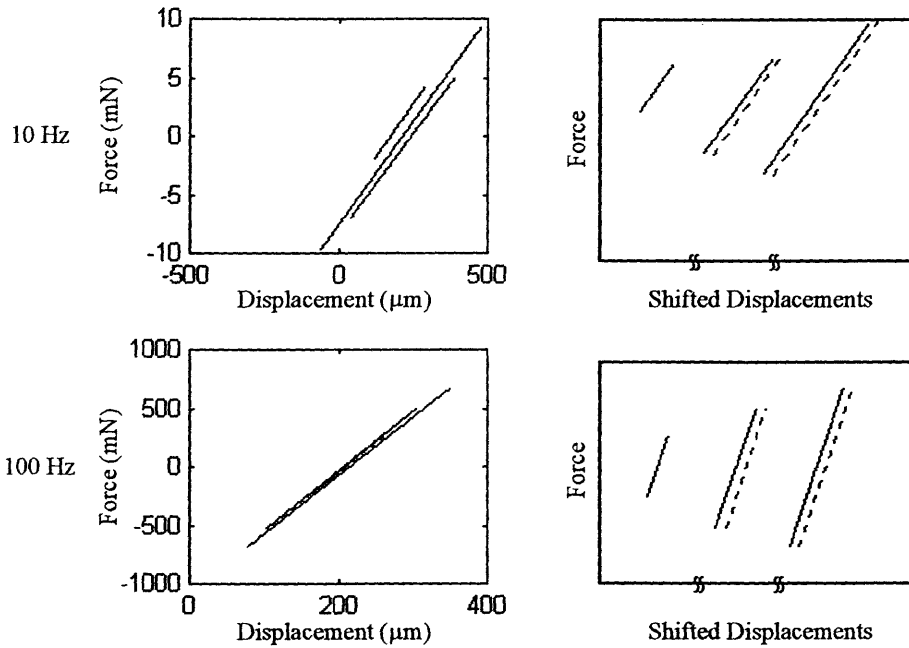 10 Hz
Force (mN)
10
5
0
-5
-10
-500
0
500
Displacement (μm)
Force
Shifted Displacements
100 Hz
Force (mN)
1000
500
0
-500
-1000
0
200
400
Displacement (μm)
Force
Shifted Displacements